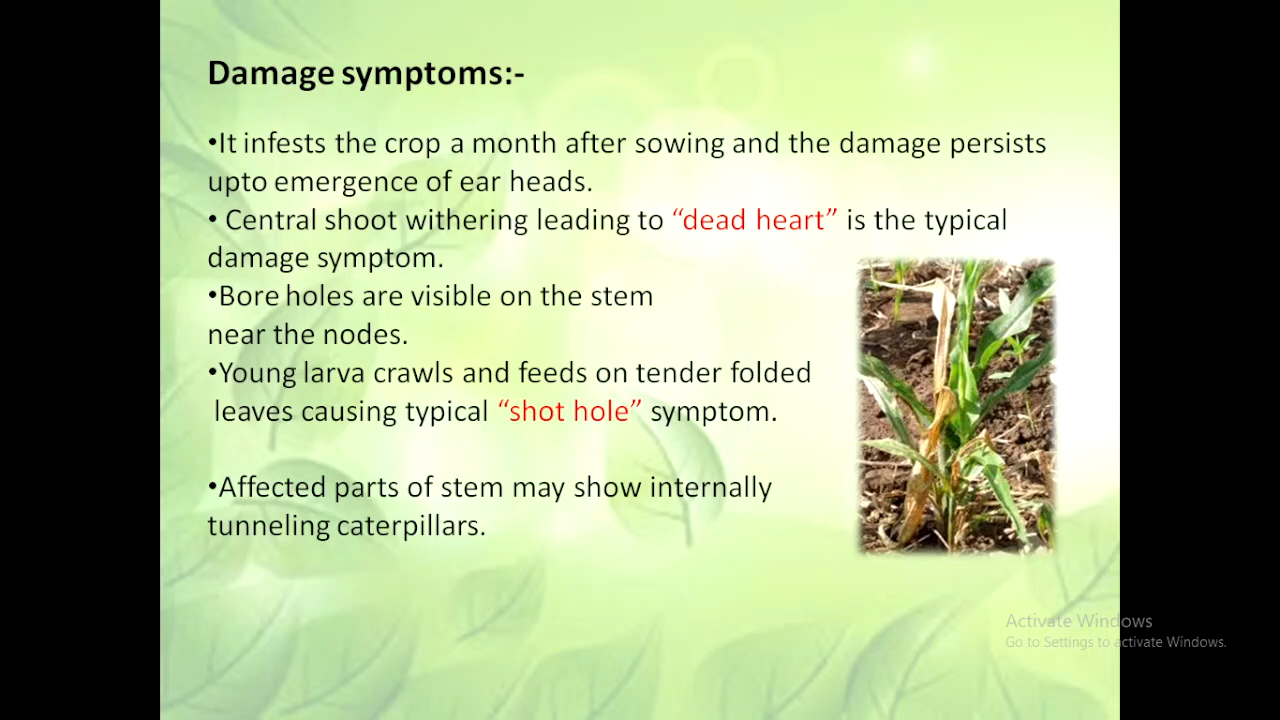 Damage symptoms:-
•It infests the crop a month after sowing and the damage persists
upto emergence of ear heads.
• Central shoot withering leading to “dead heart” is the typical
damage symptom.
•Bore holes are visible on the stem
near the nodes.
•Young larva crawls and feeds on tender folded
leaves causing typical “shot hole” symptom.
•Affected parts of stem may show internally
tunneling caterpillars.
Activate Windows
Go to Settings to activate Windows.